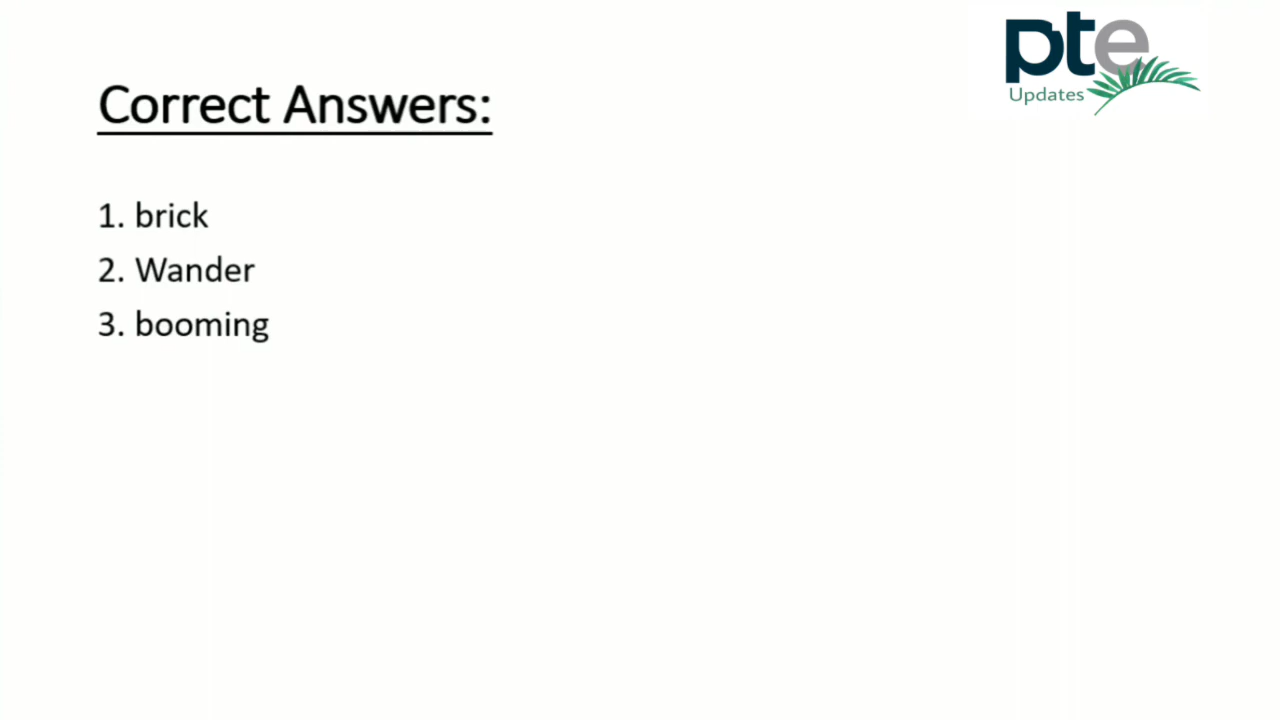 pte
Updates
Correct Answers:
1. brick
2. Wander
3. booming